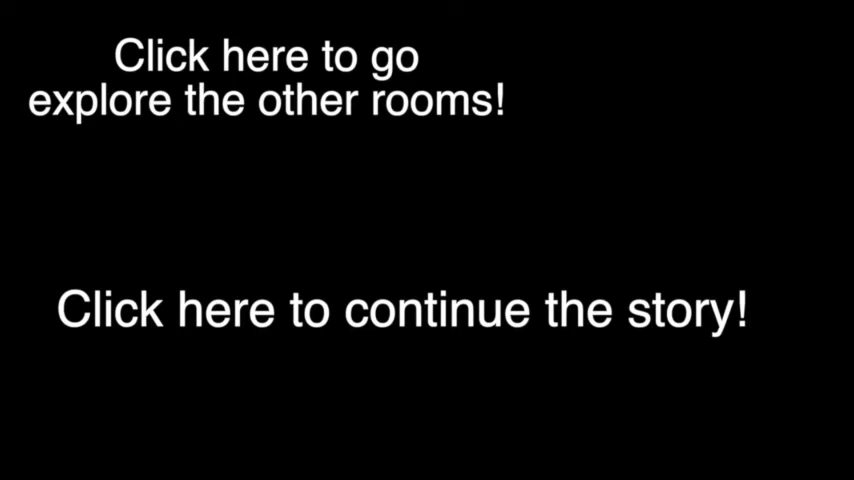 Click here to go
explore the other rooms!
Click here to continue the story!